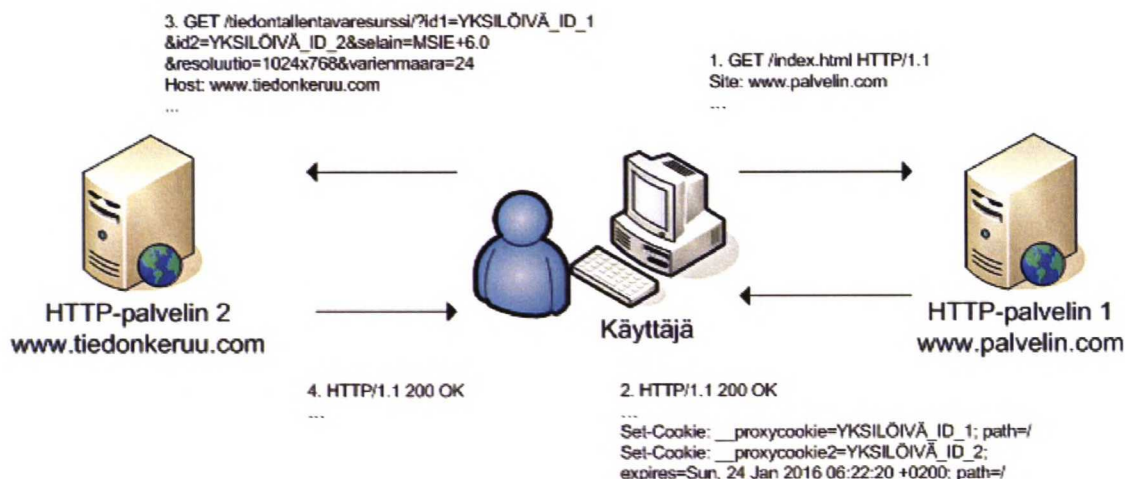 3. GET /tiedontallentavaresurssi/?id1=YKSILÖIVÄ_ID_1
&id2=YKSILÖIVÄ_ID_2&selain=MSIE+6.0
&resoluutio=1024x768&varienmaara=24
Host: www.tiedonkeruu.com
...
1. GET /index.html HTTP/1.1
Site: www.palvelin.com
...
HTTP-palvelin 2
www.tiedonkeruu.com
Käyttäjä
HTTP-palvelin 1
www.palvelin.com
4. HTTP/1.1 200 OK
...
2. HTTP/1.1 200 OK
...
Set-Cookie: __proxycookie=YKSILÖIVÄ_ID_1; path=/
Set-Cookie: __proxycookie2=YKSILÖIVÄ_ID_2;
expires=Sun, 24 Jan 2016 06:22:20 +0200; path=/